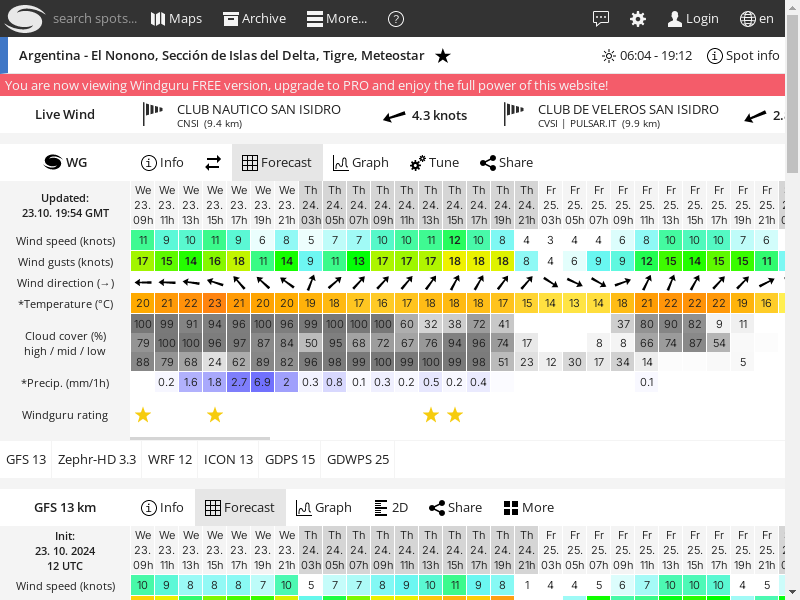 search spots... Maps Archive More... ? Login en
Argentina - El Nonono, Sección de Islas del Delta, Tigre, Meteostar ★ 06:04 - 19:12 Spot info
You are now viewing Windguru FREE version, upgrade to PRO and enjoy the full power of this website!
Live Wind CLUB NAUTICO SAN ISIDRO 4.3 knots CLUB DE VELEROS SAN ISIDRO 2.
CNSI (9.4 km) CVSI | PULSAR.IT (9.9 km)
WG Info Forecast Graph Tune Share
We We We We We We We Th Th Th Th Th Th Th Th Th Th Fr Fr Fr Fr Fr Fr Fr Fr Fr Fr
Updated: 23. 23. 23. 23. 23. 23. 23. 24. 24. 24. 24. 24. 24. 24. 24. 24. 24. 25. 25. 25. 25. 25. 25. 25. 25. 25. 25.
23.10. 19:54 GMT 09h 11h 13h 15h 17h 19h 21h 03h 05h 07h 09h 11h 13h 15h 17h 19h 21h 03h 05h 07h 09h 11h 13h 15h 17h 19h 21h
Wind speed (knots) 11 9 10 11 9 6 8 5 7 7 10 10 11 12 10 8 4 3 4 4 6 8 10 10 10 7 6
Wind gusts (knots) 17 15 14 16 18 11 14 9 11 13 17 17 17 18 18 18 8 4 6 9 9 12 15 14 15 15 11
Wind direction (→)
*Temperature (°C) 20 21 22 23 21 20 20 19 18 17 16 17 18 18 18 17 15 14 13 14 18 21 22 22 22 19 16
100 99 91 94 96 100 96 99 100 100 100 60 32 38 72 41 37 80 90 82 9 11
Cloud cover (%)
high / mid / low
79 100 100 96 97 87 84 50 95 68 72 67 76 94 96 74 17 8 8 66 74 87 54
88 79 68 24 62 89 82 96 98 99 100 99 100 99 98 51 23 12 30 17 34 14 5
*Precip. (mm/1h) 0.2 1.6 1.8 2.7 6.9 2 0.3 0.8 0.1 0.3 0.2 0.5 0.2 0.4 0.1
Windguru rating
GFS 13 Zephr-HD 3.3 WRF 12 ICON 13 GDPS 15 GDWPS 25
GFS 13 km Info Forecast Graph 2D Share More
Init: We We We We We We We Th Th Th Th Th Th Th Th Th Th Fr Fr Fr Fr Fr Fr Fr Fr Fr Fr
23. 10. 2024 23. 23. 23. 23. 23. 23. 23. 24. 24. 24. 24. 24. 24. 24. 24. 24. 24. 25. 25. 25. 25. 25. 25. 25. 25. 25. 25.
12 UTC 09h 11h 13h 15h 17h 19h 21h 03h 05h 07h 09h 11h 13h 15h 17h 19h 21h 03h 05h 07h 09h 11h 13h 15h 17h 19h 21h
Wind speed (knots) 10 9 8 8 8 7 10 5 7 7 8 9 10 11 9 8 1 4 4 5 6 7 10 10 10 4 5